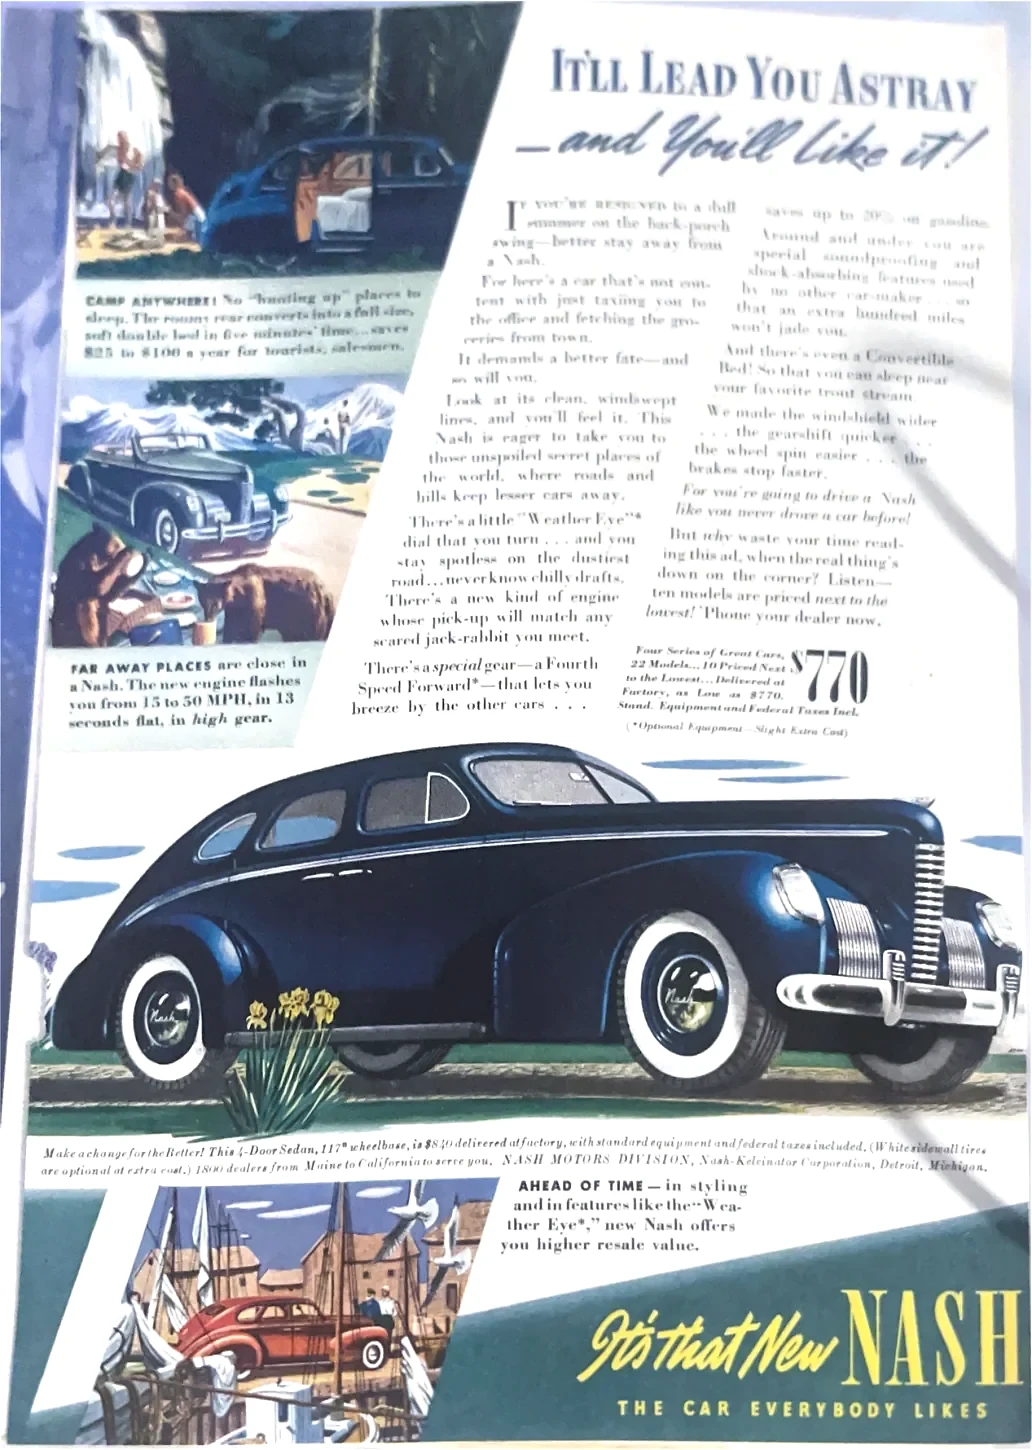 IT'LL LEAD YOU ASTRAY
—and You'll Like it!
IF YOU'RE RESIGNED to a dull
summer on the back-porch
swing—better stay away from
a Nash.
For here's a car that's not con-
tent with just taxiing you to
the office and fetching the gro-
ceries from town.
It demands a better fate—and
so will you.
Look at its clean, windswept
lines, and you'll feel it. This
Nash is eager to take you to
those unspoiled secret places of
the world, where roads and
hills keep lesser cars away.
There's a little "Weather Eye"*
dial that you turn . . . and you
stay spotless on the dustiest
road...never know chilly drafts.
There's a new kind of engine
whose pick-up will match any
scared jack-rabbit you meet.
There's a special gear—a Fourth
Speed Forward*—that lets you
breeze by the other cars . . .
saves up to 20% on gasoline.
Around and under you are
special soundproofing and
shock-absorbing features used
by no other car-maker . . . so
that an extra hundred miles
won't jade you.
And there's even a Convertible
Bed! So that you can sleep near
your favorite trout stream.
We made the windshield wider
. . . the gearshift quicker . . .
the wheel spin easier . . . the
brakes stop faster.
For you're going to drive a Nash
like you never drove a car before!
But why waste your time read-
ing this ad, when the real thing's
down on the corner? Listen—
ten models are priced next to the
lowest! Phone your dealer now.
Four Series of Great Cars,
22 Models... 10 Priced Next
to the Lowest... Delivered at
Factory, as Low as $770.
Stand. Equipment and Federal Taxes Incl.
$770
(*Optional Equipment—Slight Extra Cost)
CAMP ANYWHERE! No "hunting up" places to
sleep. The roomy rear converts into a full size,
soft double bed in five minutes' time...saves
$25 to $100 a year for tourists, salesmen.
FAR AWAY PLACES are close in
a Nash. The new engine flashes
you from 15 to 50 MPH, in 13
seconds flat, in high gear.
Nash
Nash
Make a change for the Better! This 4-Door Sedan, 117" wheelbase, is $840 delivered at factory, with standard equipment and federal taxes included. (White sidewall tires
are optional at extra cost.) 1800 dealers from Maine to California to serve you. NASH MOTORS DIVISION, Nash-Kelvinator Corporation, Detroit, Michigan.
AHEAD OF TIME — in styling
and in features like the "Wea-
ther Eye*," new Nash offers
you higher resale value.
It's that New NASH
THE CAR EVERYBODY LIKES